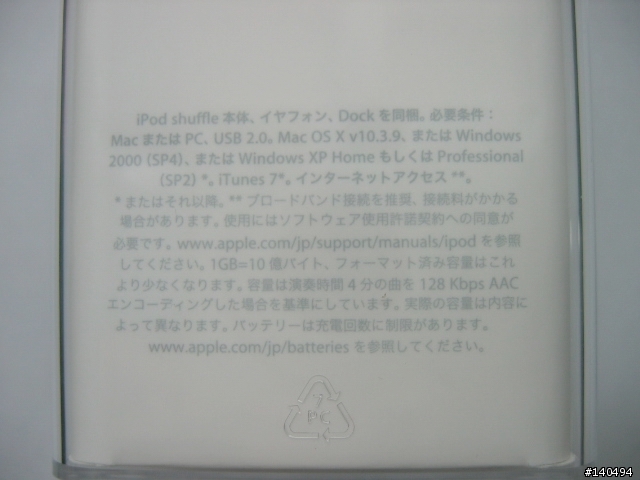 iPod shuffle 本体、イヤフォン、Dock を同梱。必要条件：
Mac または PC、USB 2.0。Mac OS X v10.3.9、または Windows
2000 (SP4)、または Windows XP Home もしくは Professional
(SP2) *。iTunes 7*。インターネットアクセス **。
* またはそれ以降。** ブロードバンド接続を推奨、接続料がかかる
場合があります。使用にはソフトウェア使用許諾契約への同意が
必要です。www.apple.com/jp/support/manuals/ipod を参照
してください。1GB=10 億バイト、フォーマット済み容量はこれ
より少なくなります。容量は演奏時間 4 分の曲を 128 Kbps AAC
エンコーディングした場合を基準にしています。実際の容量は内容に
よって異なります。バッテリーは充電回数に制限があります。
www.apple.com/jp/batteries を参照してください。
7
#140494